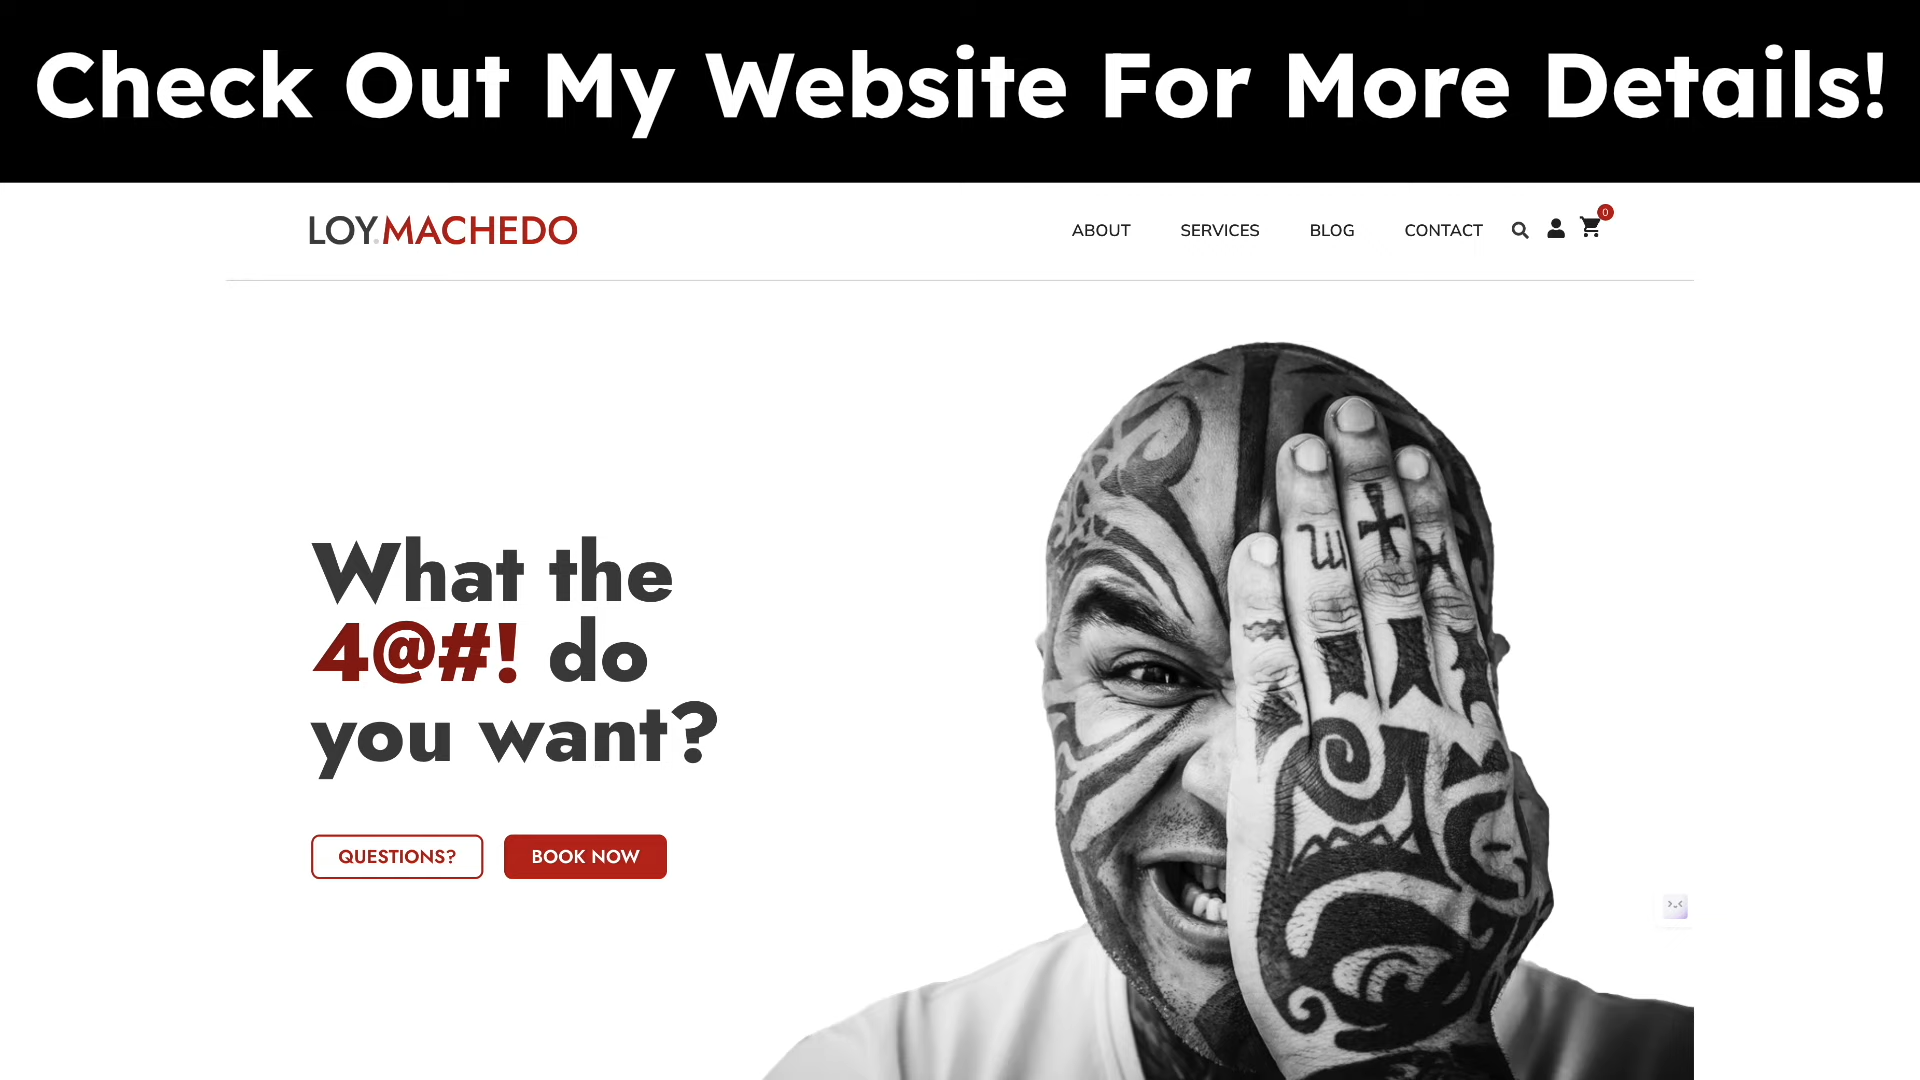 Check Out My Website For More Details!
LOY.MACHEDO
ABOUT SERVICES BLOG CONTACT 0
What the
4@#! do
you want?
QUESTIONS? BOOK NOW